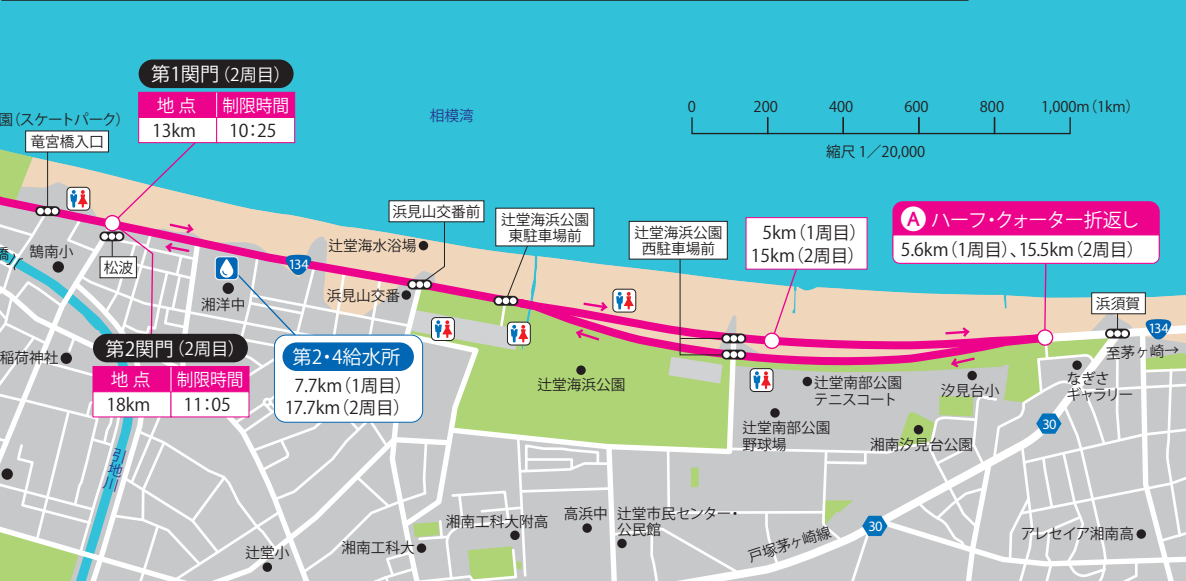 第1関門(2周目)
地点 制限時間
13km 10:25
園(スケートパーク)
竜宮橋入口
相模湾
0 200 400 600 800 1,000m(1km)
縮尺 1/20,000
浜見山交番前
辻堂海浜公園
東駐車場前
辻堂海浜公園
西駐車場前
5km(1周目)
15km(2周目)
A ハーフ・クォーター折返し
5.6km(1周目)、15.5km(2周目)
辻堂海水浴場
134
鵠南小
橋
松波
湘洋中
浜見山交番
浜須賀
134
至茅ヶ崎→
稲荷神社
第2関門(2周目)
地点 制限時間
18km 11:05
第2・4給水所
7.7km(1周目)
17.7km(2周目)
辻堂海浜公園
辻堂南部公園
テニスコート
汐見台小
なぎさ
ギャラリー
辻堂南部公園
野球場
湘南汐見台公園
30
引地川
湘南工科大附高
高浜中
辻堂市民センター・
公民館
戸塚茅ヶ崎線
30
アレセイア湘南高
辻堂小
湘南工科大